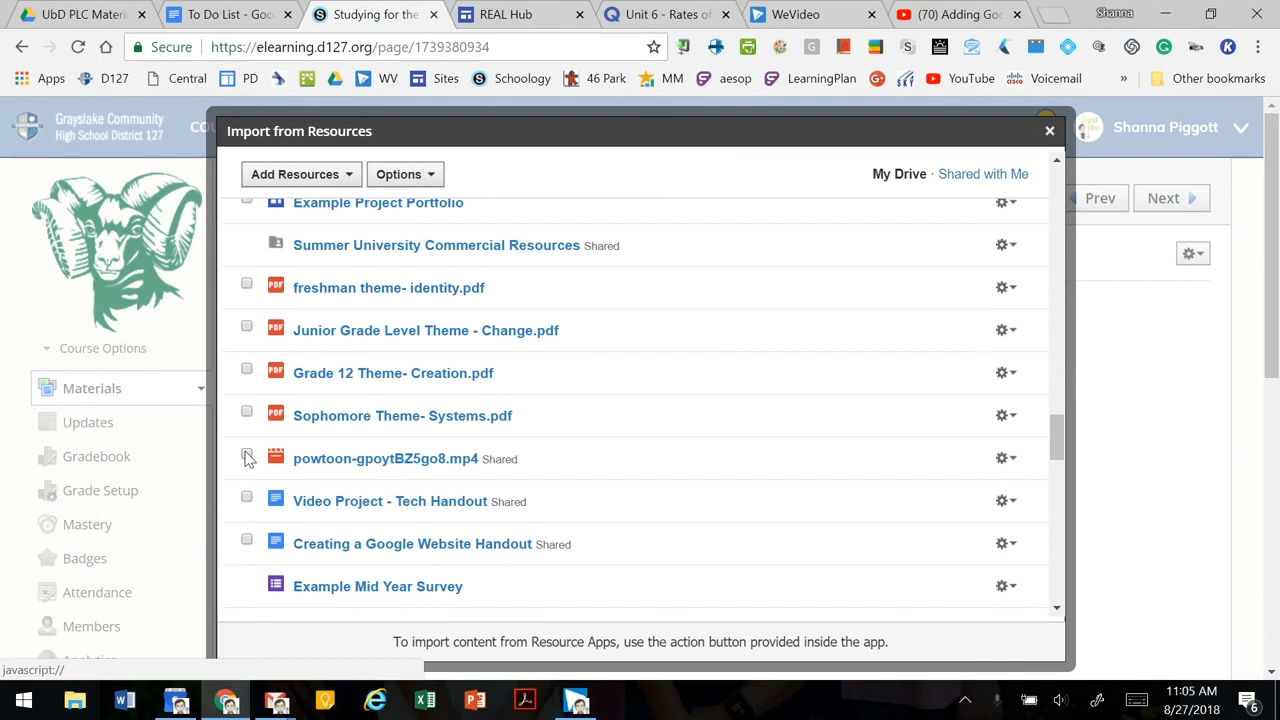 UbD PLC Materi
To Do List - Goo
Studying for the
REAL Hub
Unit 6 - Rates of
WeVideo
(70) Adding Goo
Shanna
Secure
https://elearning.d127.org/page/1739380934
Apps
D127
Central
PD
WV
Sites
Schoology
46 Park
MM
aesop
LearningPlan
YouTube
Voicemail
»
Other bookmarks
Grayslake Community
High School District 127
CO
Shanna Piggott
Import from Resources
Add Resources
Options
My Drive · Shared with Me
Prev
Next
Example Project Portfolio
Summer University Commercial Resources Shared
freshman theme- identity.pdf
Junior Grade Level Theme - Change.pdf
Grade 12 Theme- Creation.pdf
Sophomore Theme- Systems.pdf
powtoon-gpoytBZ5go8.mp4 Shared
Video Project - Tech Handout Shared
Creating a Google Website Handout Shared
Example Mid Year Survey
To import content from Resource Apps, use the action button provided inside the app.
Course Options
Materials
Updates
Gradebook
Grade Setup
Mastery
Badges
Attendance
Members
javascript://
11:05 AM
8/27/2018
6